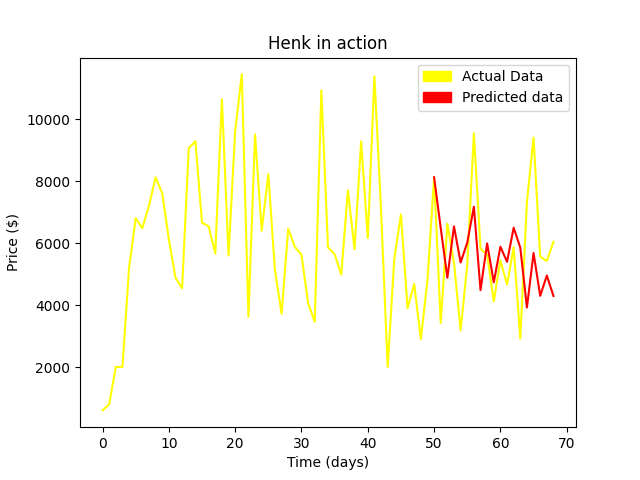 Henk in action
Actual Data
Predicted data
Price ($)
10000
8000
6000
4000
2000
0 10 20 30 40 50 60 70
Time (days)